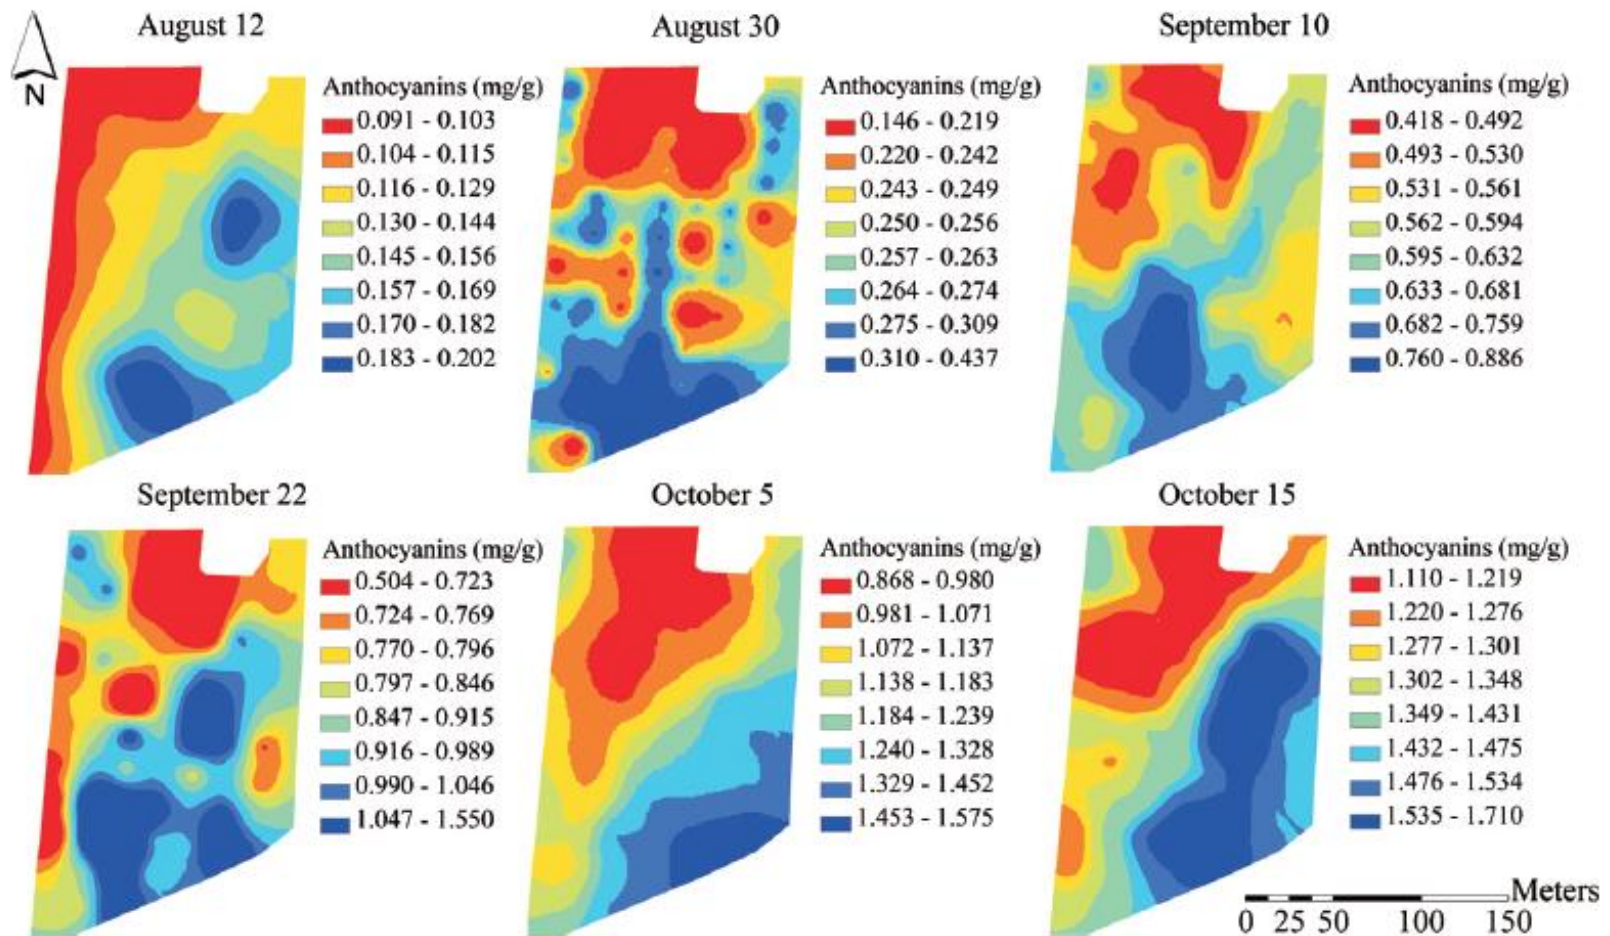 August 12
August 30
September 10
N
Anthocyanins (mg/g)
0.091 - 0.103
0.104 - 0.115
0.116 - 0.129
0.130 - 0.144
0.145 - 0.156
0.157 - 0.169
0.170 - 0.182
0.183 - 0.202
Anthocyanins (mg/g)
0.146 - 0.219
0.220 - 0.242
0.243 - 0.249
0.250 - 0.256
0.257 - 0.263
0.264 - 0.274
0.275 - 0.309
0.310 - 0.437
Anthocyanins (mg/g)
0.418 - 0.492
0.493 - 0.530
0.531 - 0.561
0.562 - 0.594
0.595 - 0.632
0.633 - 0.681
0.682 - 0.759
0.760 - 0.886
September 22
October 5
October 15
Anthocyanins (mg/g)
0.504 - 0.723
0.724 - 0.769
0.770 - 0.796
0.797 - 0.846
0.847 - 0.915
0.916 - 0.989
0.990 - 1.046
1.047 - 1.550
Anthocyanins (mg/g)
0.868 - 0.980
0.981 - 1.071
1.072 - 1.137
1.138 - 1.183
1.184 - 1.239
1.240 - 1.328
1.329 - 1.452
1.453 - 1.575
Anthocyanins (mg/g)
1.110 - 1.219
1.220 - 1.276
1.277 - 1.301
1.302 - 1.348
1.349 - 1.431
1.432 - 1.475
1.476 - 1.534
1.535 - 1.710
Meters
0 25 50 100 150